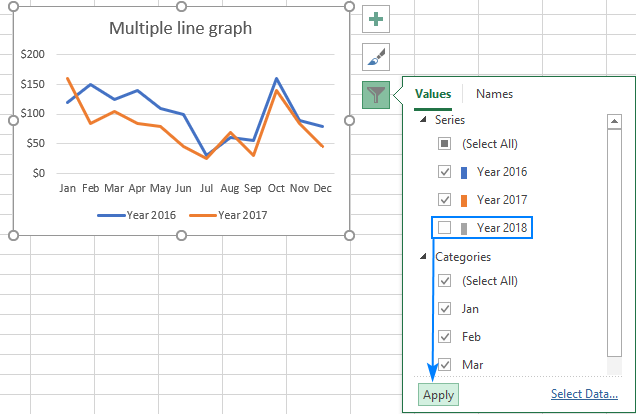 Multiple line graph
$200
$150
$100
$50
$0
Jan Feb Mar Apr May Jun Jul Aug Sep Oct Nov Dec
Year 2016 Year 2017
Values Names
Series
(Select All)
Year 2016
Year 2017
Year 2018
Categories
(Select All)
Jan
Feb
Mar
Apply Select Data...